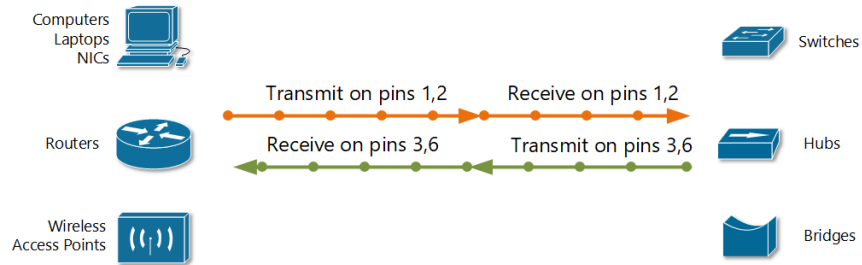 Computers
Laptops
NICs
Switches
Transmit on pins 1,2
Receive on pins 1,2
Routers
Receive on pins 3,6
Transmit on pins 3,6
Hubs
Wireless
Access Points
Bridges